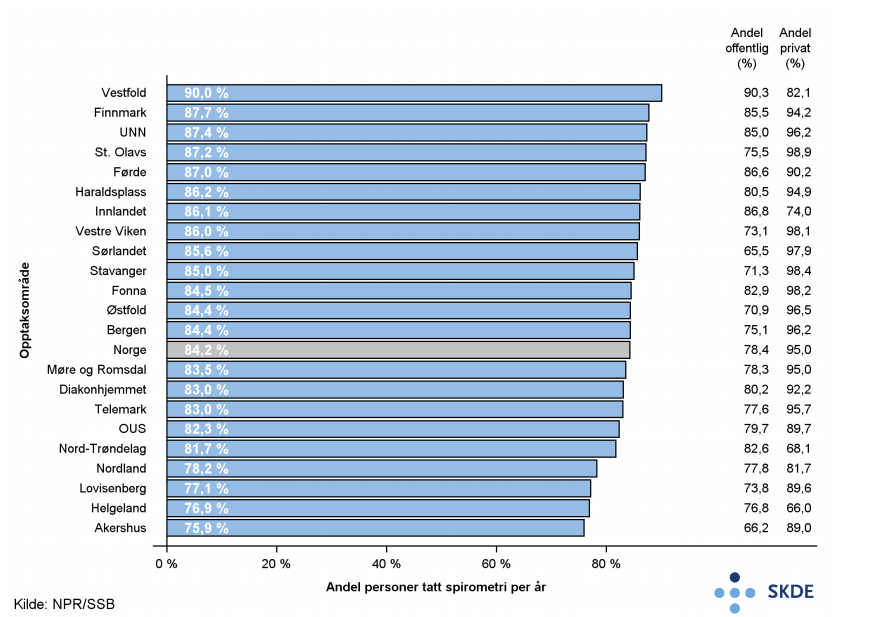 Andel Andel
offentlig privat
(%) (%)
Vestfold 90,0 % 90,3 82,1
Finnmark 87,7 % 85,5 94,2
UNN 87,4 % 85,0 96,2
St. Olavs 87,2 % 75,5 98,9
Førde 87,0 % 86,6 90,2
Haraldsplass 86,2 % 80,5 94,9
Innlandet 86,1 % 86,8 74,0
Vestre Viken 86,0 % 73,1 98,1
Sørlandet 85,6 % 65,5 97,9
Stavanger 85,0 % 71,3 98,4
Fonna 84,5 % 82,9 98,2
Østfold 84,4 % 70,9 96,5
Bergen 84,4 % 75,1 96,2
Norge 84,2 % 78,4 95,0
Møre og Romsdal 83,5 % 78,3 95,0
Diakonhjemmet 83,0 % 80,2 92,2
Telemark 83,0 % 77,6 95,7
OUS 82,3 % 79,7 89,7
Nord-Trøndelag 81,7 % 82,6 68,1
Nordland 78,2 % 77,8 81,7
Lovisenberg 77,1 % 73,8 89,6
Helgeland 76,9 % 76,8 66,0
Akershus 75,9 % 66,2 89,0
Opptaksområde
0 % 20 % 40 % 60 % 80 %
Andel personer tatt spirometri per år
SKDE
Kilde: NPR/SSB